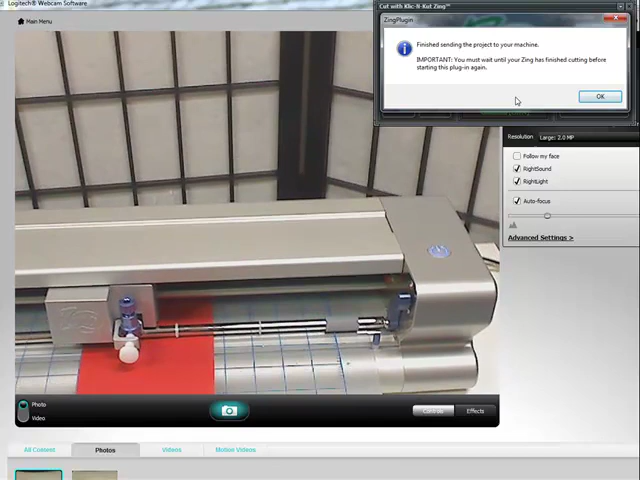 Logitech® Webcam Software
Main Menu
Cut with Klic-N-Kut Zing™
ZingPlugin
Finished sending the project to your machine.
IMPORTANT: You must wait until your Zing has finished cutting before
starting this plug-in again.
OK
Resolution
Large: 2.0 MP
Follow my face
RightSound
RightLight
Auto-focus
Advanced Settings >
Photo
Video
Controls
Effects
All Content
Photos
Videos
Motion Videos